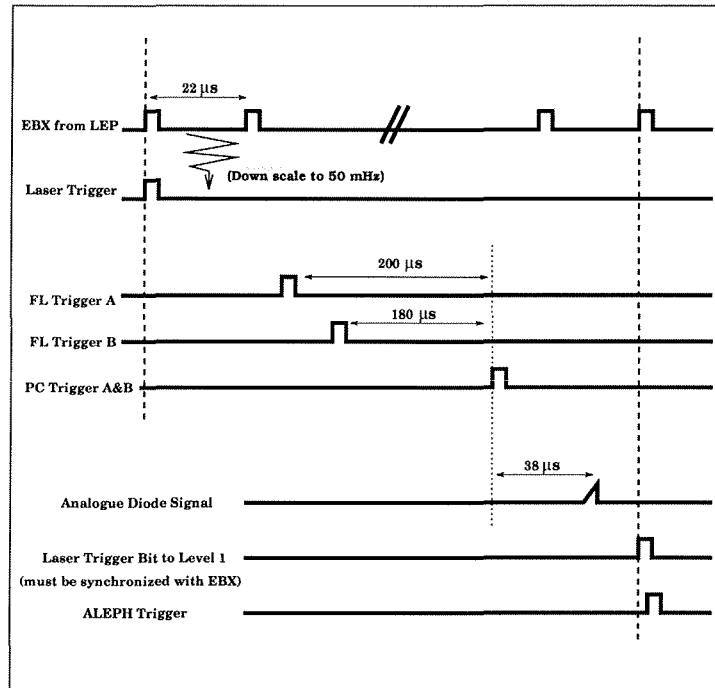 22 μs
EBX from LEP
(Down scale to 50 mHz)
Laser Trigger
200 μs
FL Trigger A
180 μs
FL Trigger B
PC Trigger A&B
38 μs
Analogue Diode Signal
Laser Trigger Bit to Level 1
(must be synchronized with EBX)
ALEPH Trigger